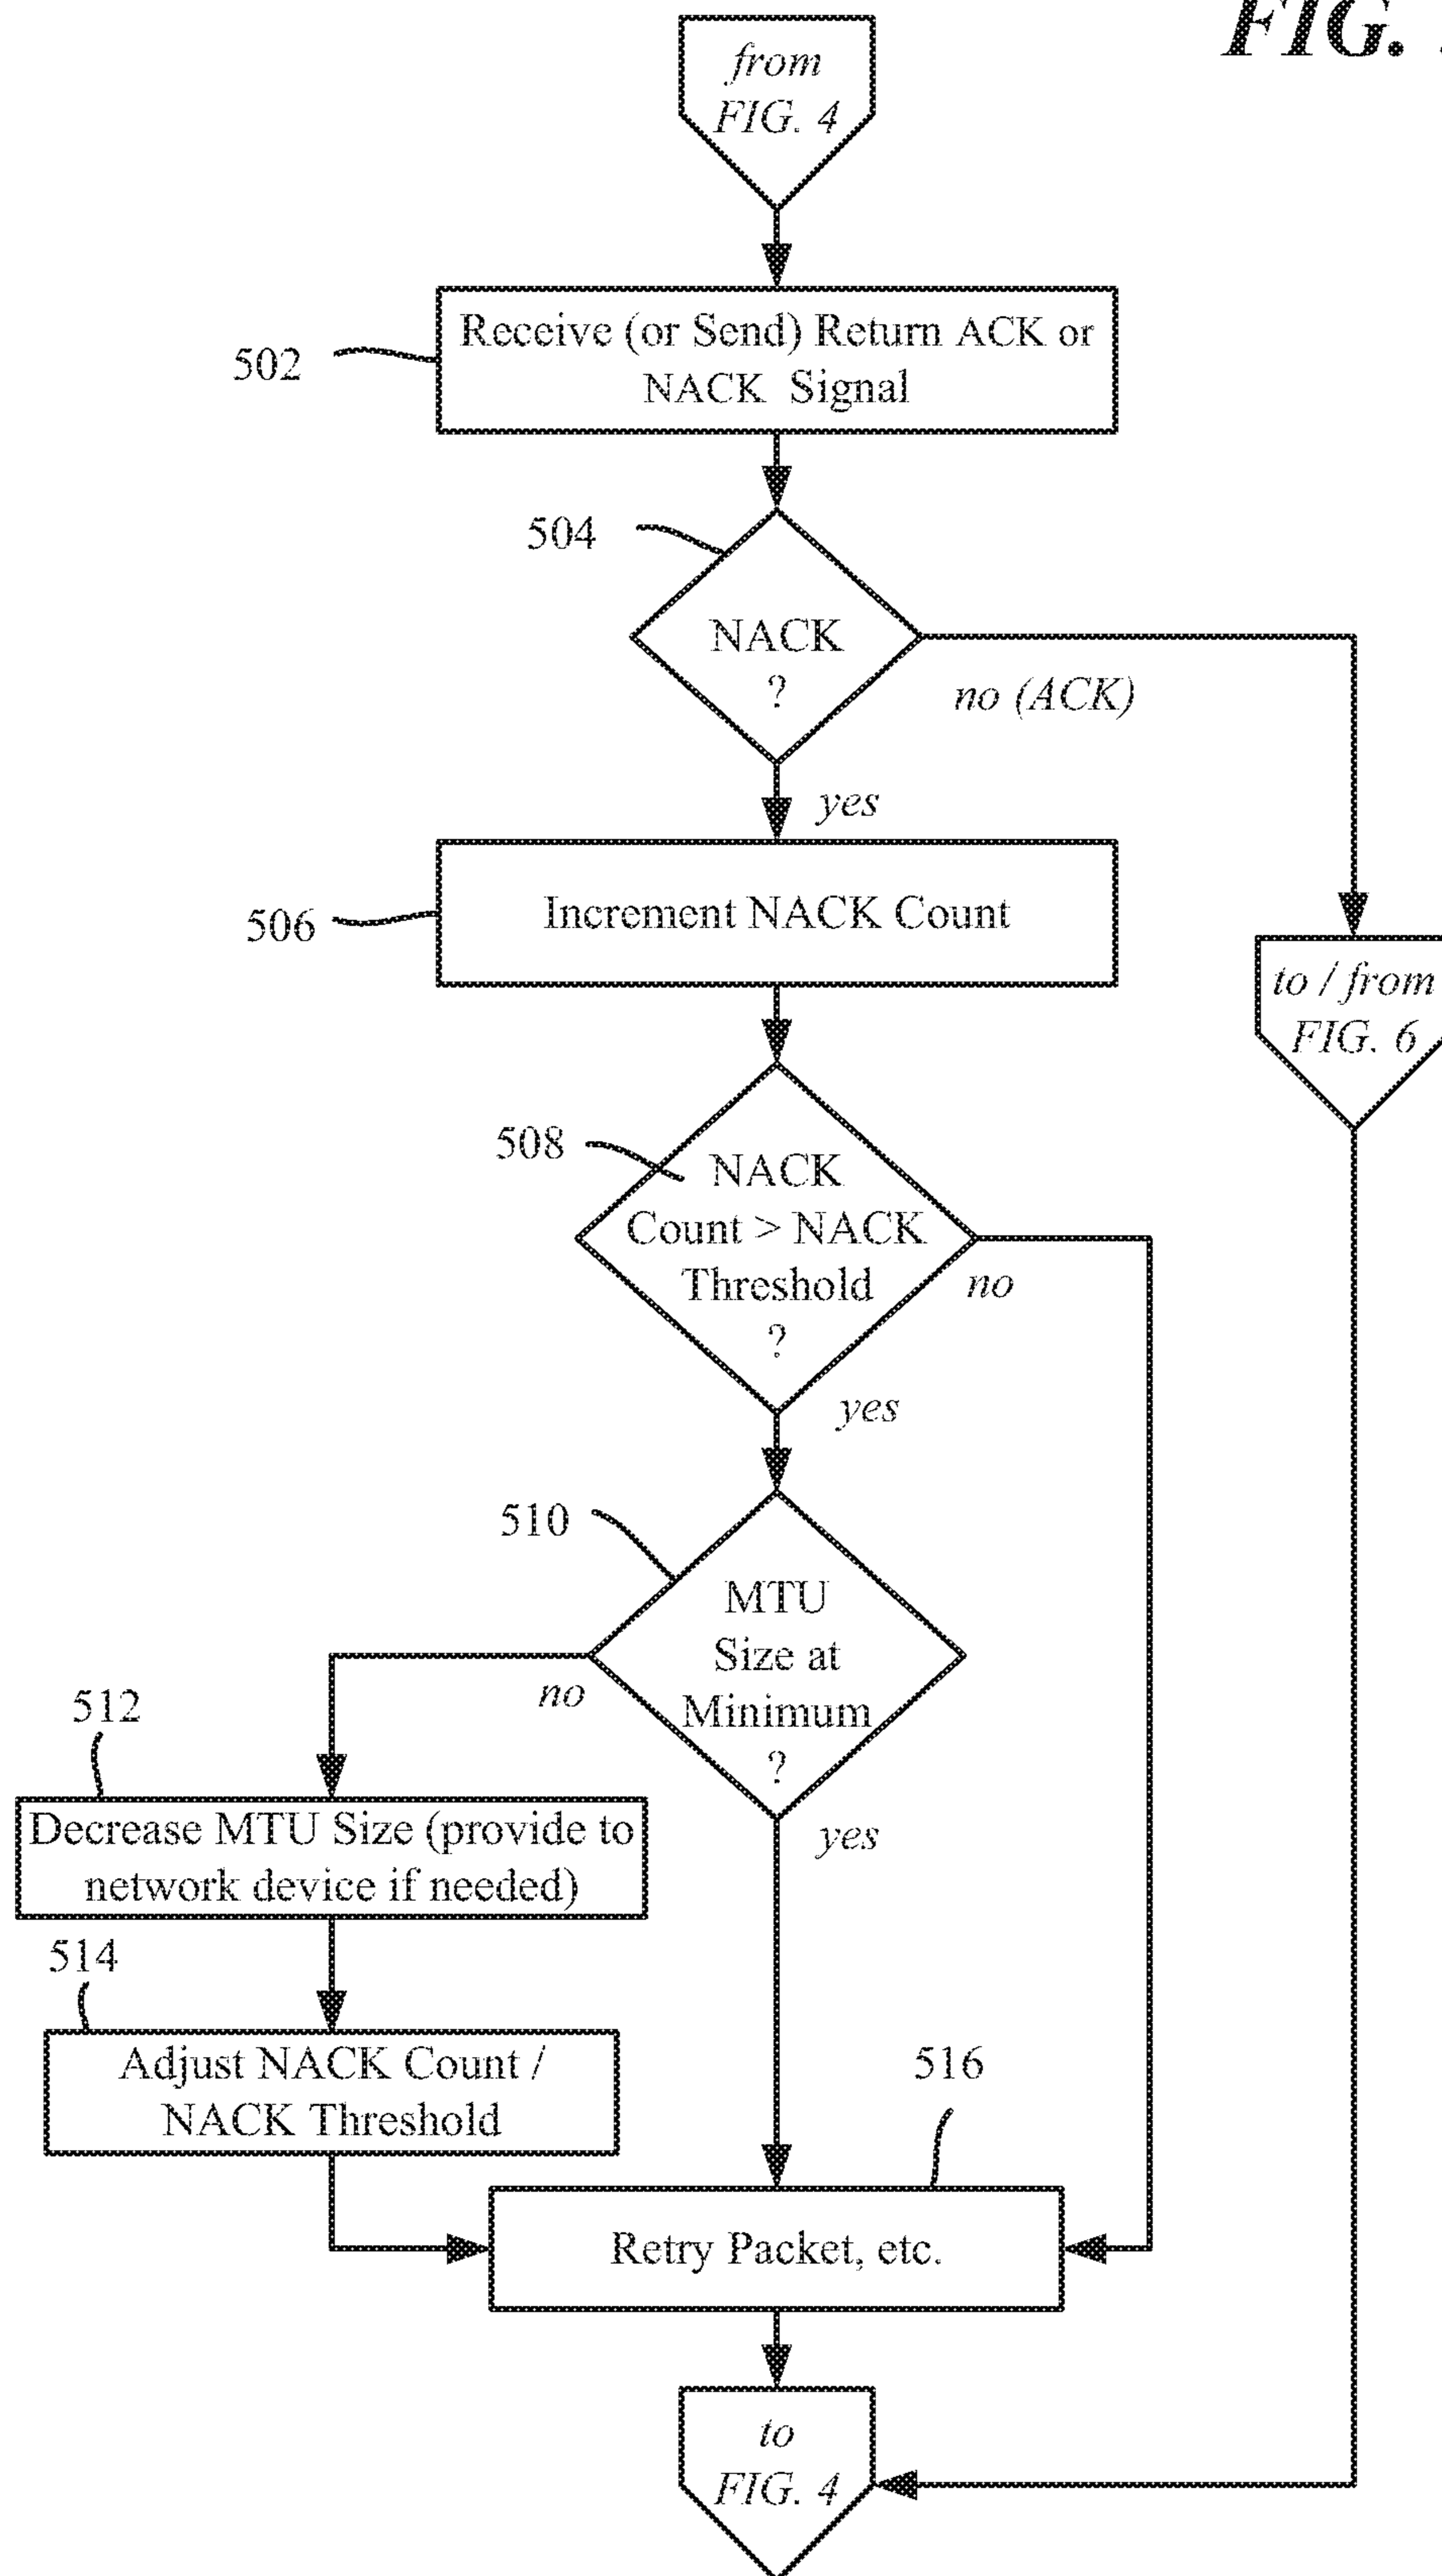 FIG.
from
FIG. 4
502
Receive (or Send) Return ACK or
NACK Signal
504
NACK
?
no (ACK)
yes
506
Increment NACK Count
to / from
FIG. 6
508
NACK
Count > NACK
Threshold
?
no
yes
510
MTU
Size at
Minimum
?
no
yes
512
Decrease MTU Size (provide to
network device if needed)
514
Adjust NACK Count /
NACK Threshold
516
Retry Packet, etc.
to
FIG. 4